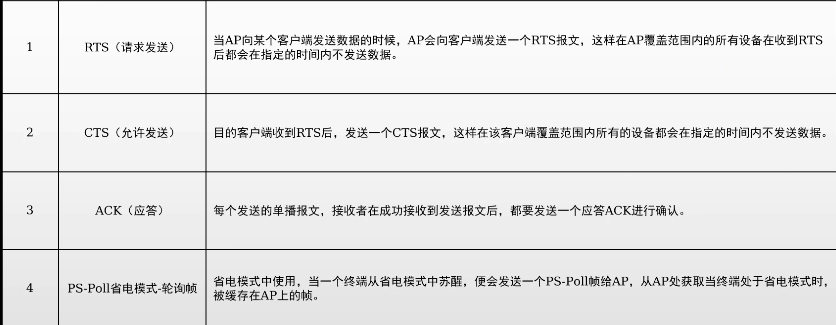 1
RTS（请求发送）
当AP向某个客户端发送数据的时候，AP会向客户端发送一个RTS报文，这样在AP覆盖范围内的所有设备在收到RTS
后都会在指定的时间内不发送数据。
2
CTS（允许发送）
目的客户端收到RTS后，发送一个CTS报文，这样在该客户端覆盖范围内所有的设备都会在指定的时间内不发送数据。
3
ACK（应答）
每个发送的单播报文，接收者在成功接收到发送报文后，都要发送一个应答ACK进行确认。
4
PS-Poll省电模式-轮询帧
省电模式中使用，当一个终端从省电模式中苏醒，便会发送一个PS-Poll帧给AP，从AP处获取当终端处于省电模式时，
被缓存在AP上的帧。